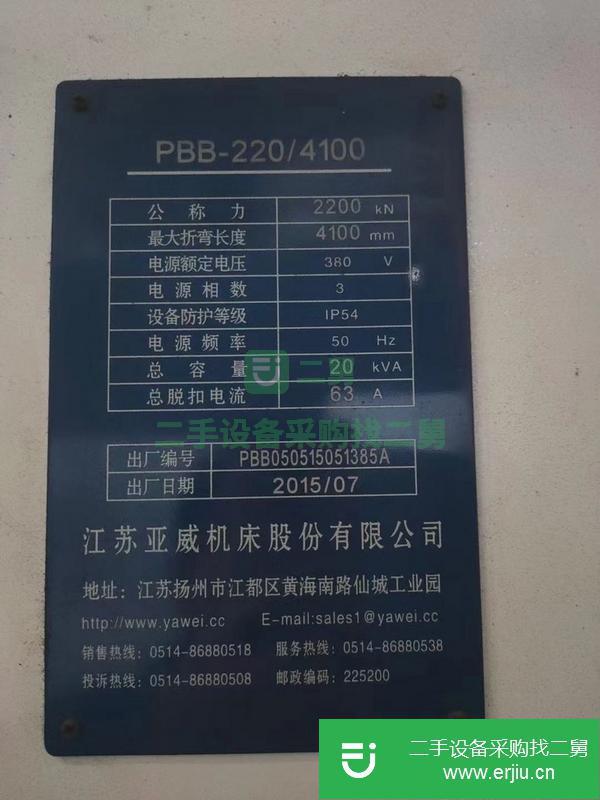 PBB-220/4100
公称力 2200 kN
最大折弯长度 4100 mm
电源额定电压 380 V
电源相数 3
设备防护等级 IP54
电源频率 50 Hz
总容量 20 kVA
总脱扣电流 63 A
二舅
二手设备采购找二舅
出厂编号 PBB050515051385A
出厂日期 2015/07
江苏亚威机床股份有限公司
地址：江苏扬州市江都区黄海南路仙城工业园
http://www.yawei.cc E-mail:sales1@yawei.cc
销售热线：0514-86880518 服务热线：0514-86880538
投诉热线：0514-86880508 邮政编码：225200
二手设备采购找二舅
www.erjiu.cn